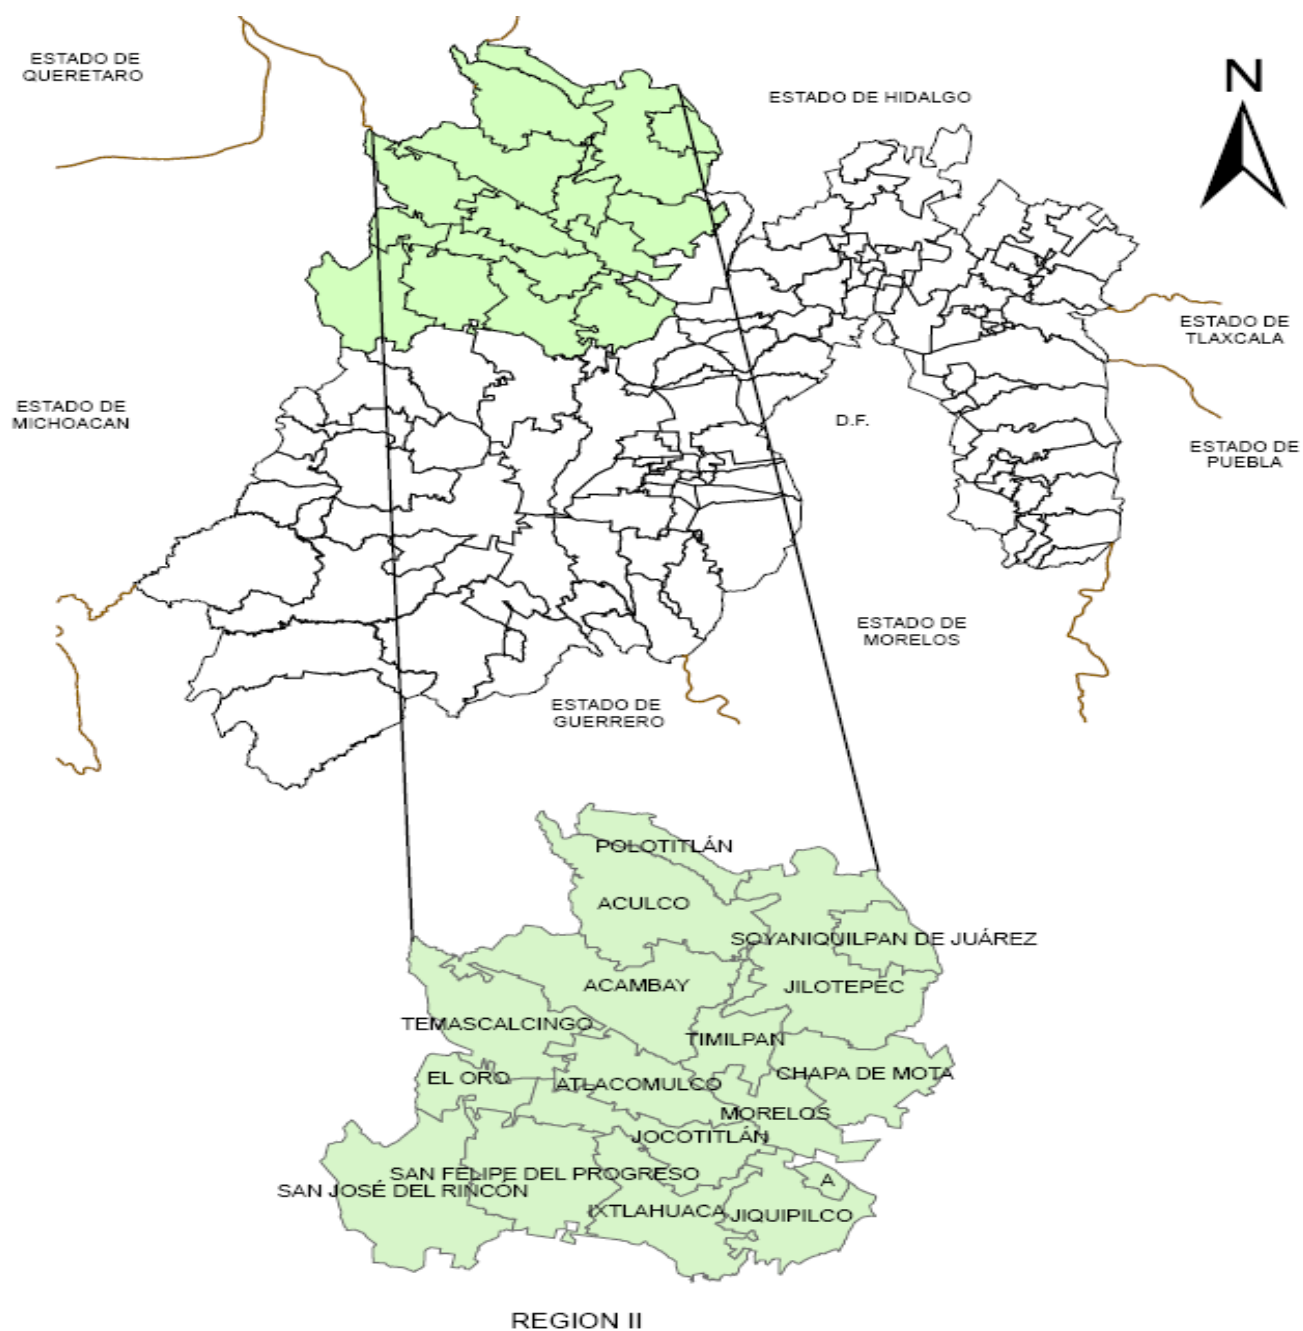 ESTADO DE
QUERETARO
N
ESTADO DE HIDALGO
ESTADO DE
TLAXCALA
ESTADO DE
MICHOACAN
D.F.
ESTADO DE
PUEBLA
ESTADO DE
MORELOS
ESTADO DE
GUERRERO
POLOTITLÁN
ACULCO
SOYANIQUILPAN DE JUÁREZ
ACAMBAY
JILOTEPEC
TEMASCALCINGO
TIMILPAN
EL ORO
ATLACOMULCO
CHAPA DE MOTA
MORELOS
JOCOTITLÁN
SAN FELIPE DEL PROGRESO
A
SAN JOSÉ DEL RINCÓN
IXTLAHUACA
JIQUIPILCO
REGION II